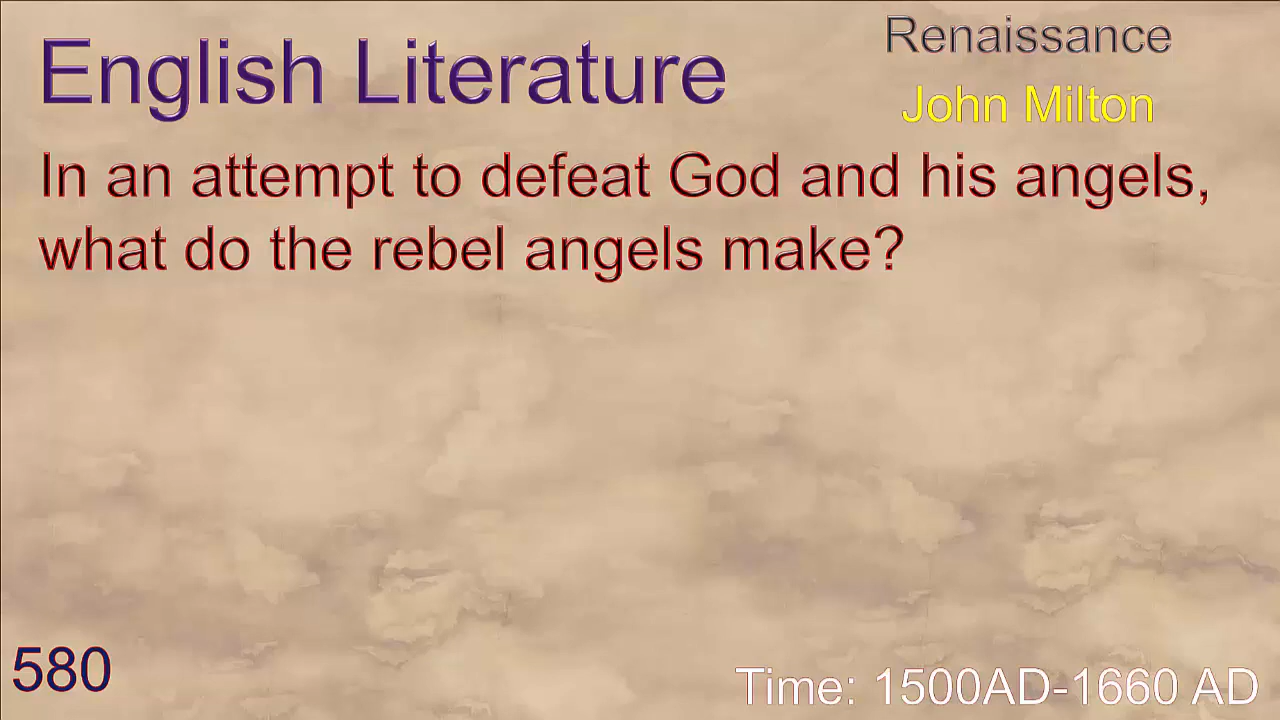 English Literature
Renaissance
John Milton
In an attempt to defeat God and his angels,
what do the rebel angels make?
580
Time: 1500AD-1660 AD